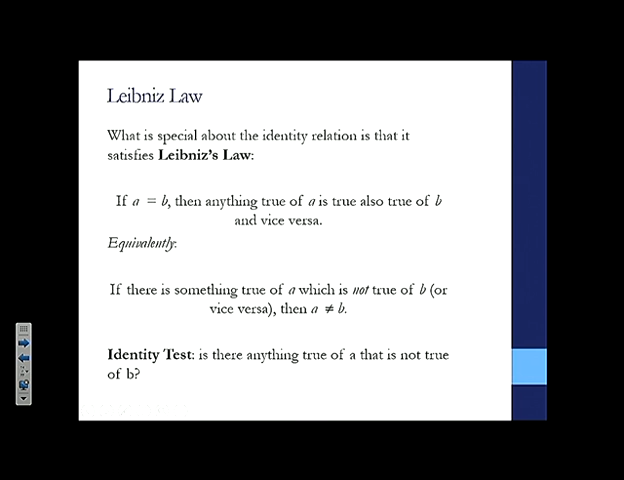 Leibniz Law
What is special about the identity relation is that it
satisfies Leibniz's Law:
If a = b, then anything true of a is true also true of b
and vice versa.
Equivalently:
If there is something true of a which is not true of b (or
vice versa), then a ≠ b.
Identity Test: is there anything true of a that is not true
of b?